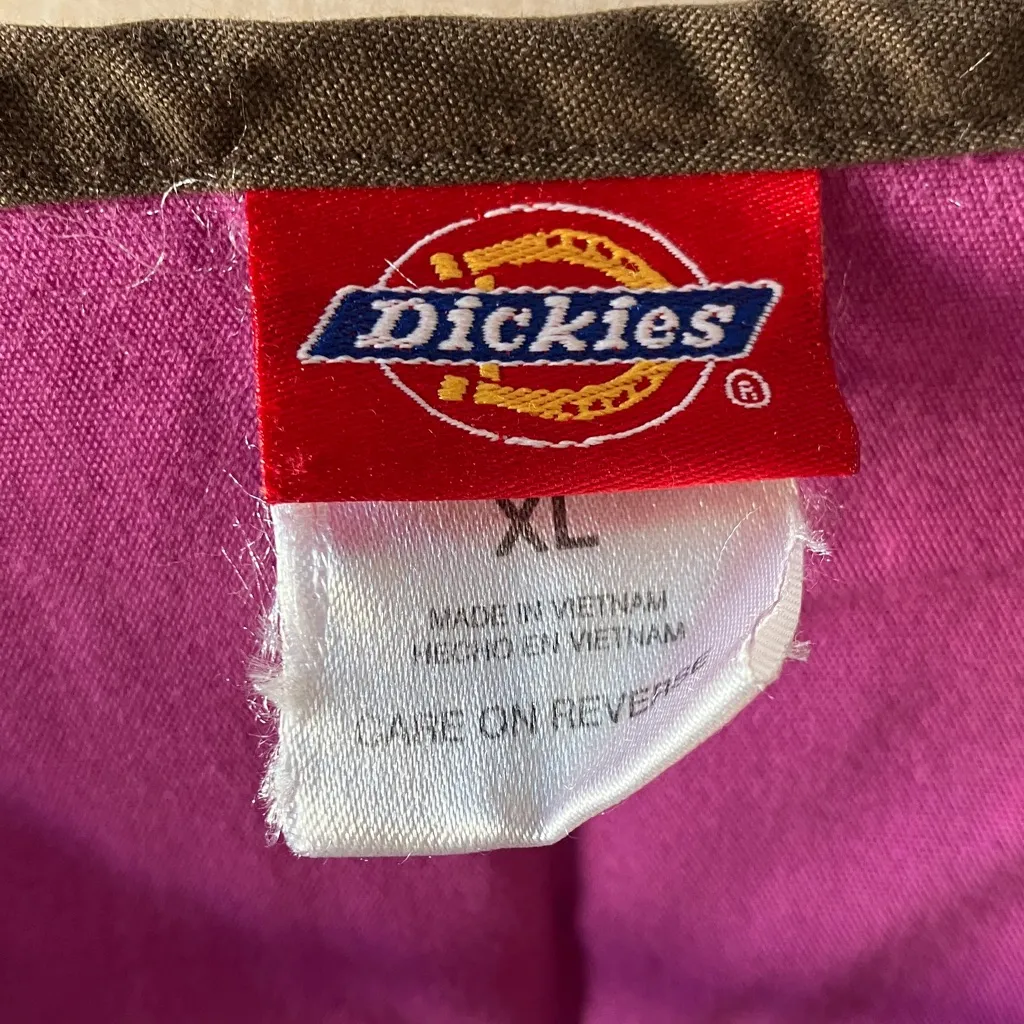 Dickies
®
XL
MADE IN VIETNAM
HECHO EN VIETNAM
CARE ON REVERSE